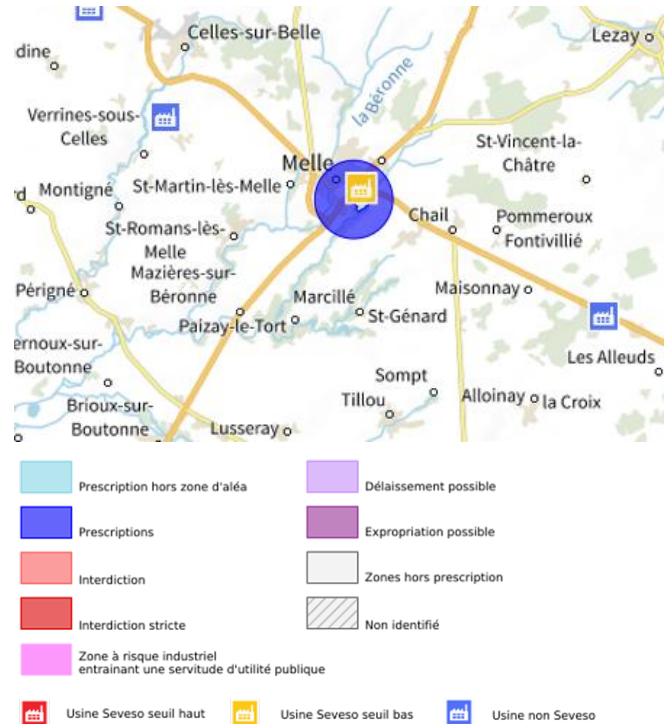 Celles-sur-Belle
Lezay
dine
la Béronne
Verrines-sous-
Celles
St-Vincent-la-
Châtre
Melle
d
Montigné
St-Martin-lès-Melle
Chail
Pommeroux
Fontivillié
St-Romans-lès-
Melle
Mazières-sur-
Béronne
Périgné
Marcillé
Maisonnay
Paizay-le-Tort
St-Génard
ernoux-sur-
Boutonne
Les Alleuds
Sompt
Brioux-sur-
Boutonne
Tillou
Alloinay
la Croix
Lusseray
Prescription hors zone d'aléa
Délaissement possible
Prescriptions
Expropriation possible
Interdiction
Zones hors prescription
Interdiction stricte
Non identifié
Zone à risque industriel
entrainant une servitude d'utilité publique
Usine Seveso seuil haut
Usine Seveso seuil bas
Usine non Seveso